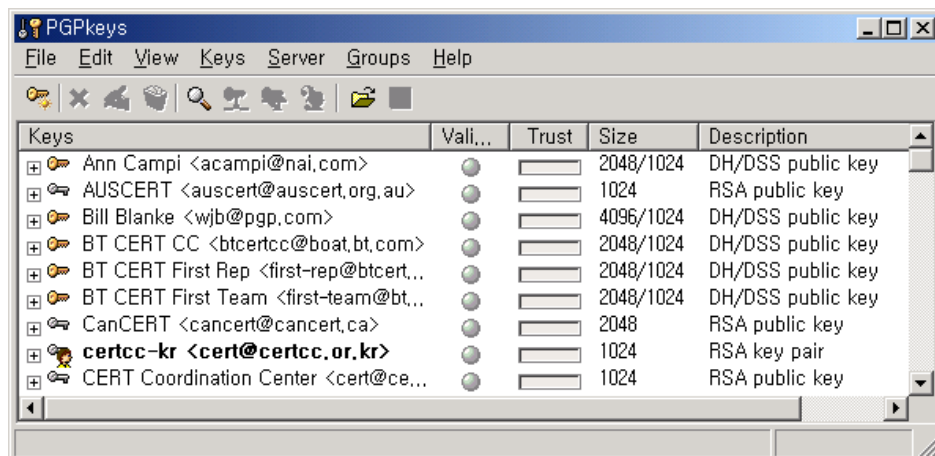 PGPkeys
File Edit View Keys Server Groups Help
Keys Vali... Trust Size Description
Ann Campi <acampi@nai.com> 2048/1024 DH/DSS public key
AUSCERT <auscert@auscert.org.au> 1024 RSA public key
Bill Blanke <wjb@pgp.com> 4096/1024 DH/DSS public key
BT CERT CC <btcertcc@boat.bt.com> 2048/1024 DH/DSS public key
BT CERT First Rep <first-rep@btcert... 2048/1024 DH/DSS public key
BT CERT First Team <first-team@bt... 2048/1024 DH/DSS public key
CanCERT <cancert@cancert.ca> 2048 RSA public key
certcc-kr <cert@certcc.or.kr> 1024 RSA key pair
CERT Coordination Center <cert@ce... 1024 RSA public key